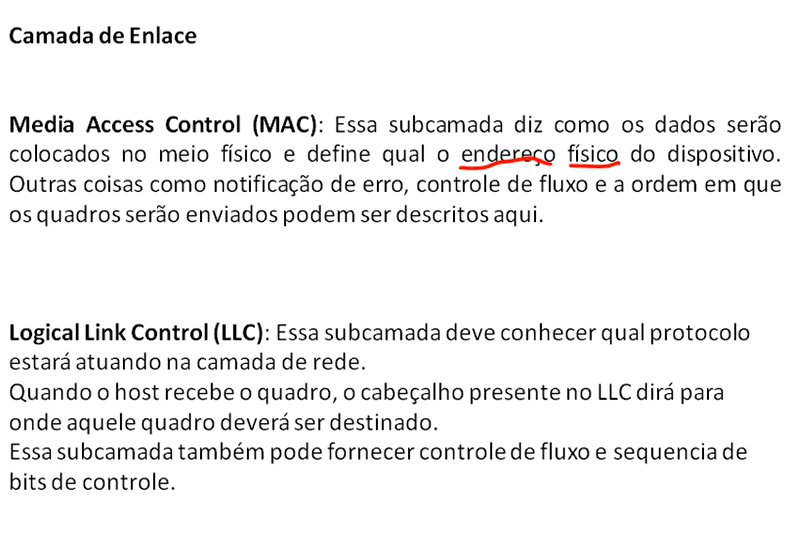 Camada de Enlace
Media Access Control (MAC): Essa subcamada diz como os dados serão
colocados no meio físico e define qual o endereço físico do dispositivo.
Outras coisas como notificação de erro, controle de fluxo e a ordem em que
os quadros serão enviados podem ser descritos aqui.
Logical Link Control (LLC): Essa subcamada deve conhecer qual protocolo
estará atuando na camada de rede.
Quando o host recebe o quadro, o cabeçalho presente no LLC dirá para
onde aquele quadro deverá ser destinado.
Essa subcamada também pode fornecer controle de fluxo e sequencia de
bits de controle.